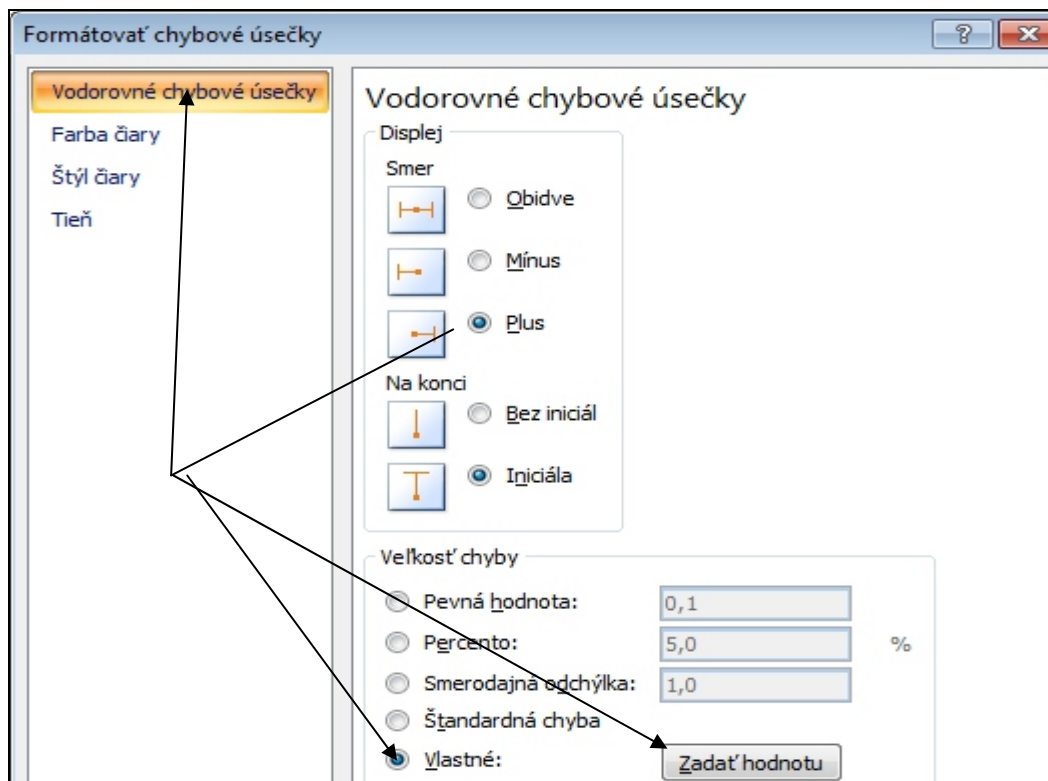 Formátovať chybové úsečky
Vodorovné chybové úsečky
Farba čiary
Štýl čiary
Tieň
Vodorovné chybové úsečky
Displej
Smer
Obidve
Mínus
Plus
Na konci
Bez iniciál
Iniciála
Veľkosť chyby
Pevná hodnota: 0,1
Percento: 5,0 %
Smerodajná odchýlka: 1,0
Štandardná chyba
Vlastné: Zadať hodnotu